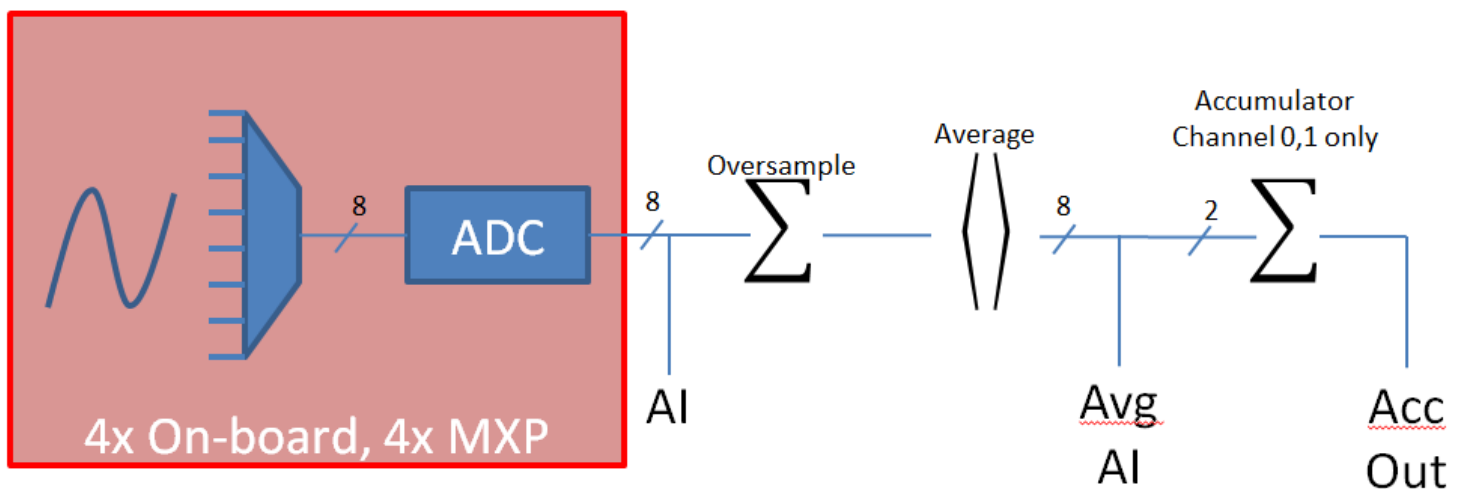 8
ADC
4x On-board, 4x MXP
8
AI
Oversample
∑
Average
8
Avg
AI
2
Accumulator
Channel 0,1 only
∑
Acc
Out